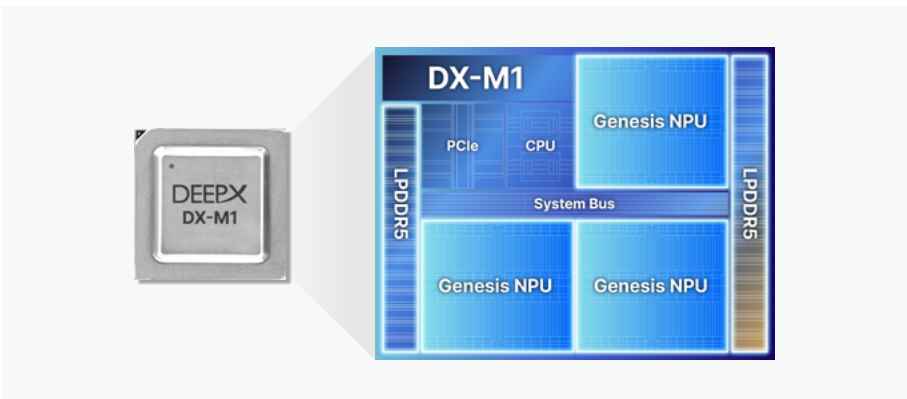 DEEPX
DX-M1
DX-M1
Genesis NPU
PCIe
CPU
LPDDR5
LPDDR5
System Bus
Genesis NPU
Genesis NPU